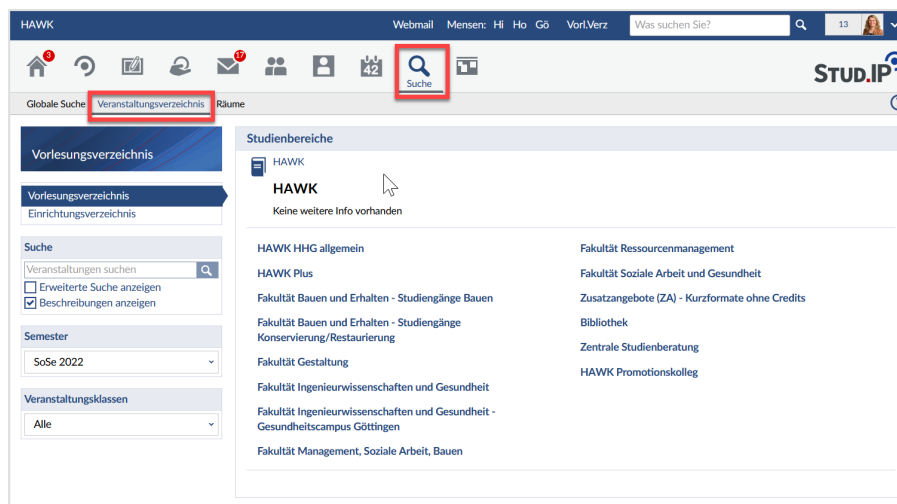 HAWK
Webmail Mensen: Hi Ho Gö Vorl.Verz Was suchen Sie? 13
3
17
42
Suche
STUD.IP
Globale Suche Veranstaltungsverzeichnis Räume
Vorlesungsverzeichnis
Vorlesungsverzeichnis
Einrichtungsverzeichnis
Suche
Veranstaltungen suchen
Erweiterte Suche anzeigen
Beschreibungen anzeigen
Semester
SoSe 2022
Veranstaltungsklassen
Alle
Studienbereiche
HAWK
HAWK
Keine weitere Info vorhanden
HAWK HHG allgemein
HAWK Plus
Fakultät Bauen und Erhalten - Studiengänge Bauen
Fakultät Bauen und Erhalten - Studiengänge
Konservierung/Restaurierung
Fakultät Gestaltung
Fakultät Ingenieurwissenschaften und Gesundheit
Fakultät Ingenieurwissenschaften und Gesundheit -
Gesundheitscampus Göttingen
Fakultät Management, Soziale Arbeit, Bauen
Fakultät Ressourcenmanagement
Fakultät Soziale Arbeit und Gesundheit
Zusatzangebote (ZA) - Kurzformate ohne Credits
Bibliothek
Zentrale Studienberatung
HAWK Promotionskolleg